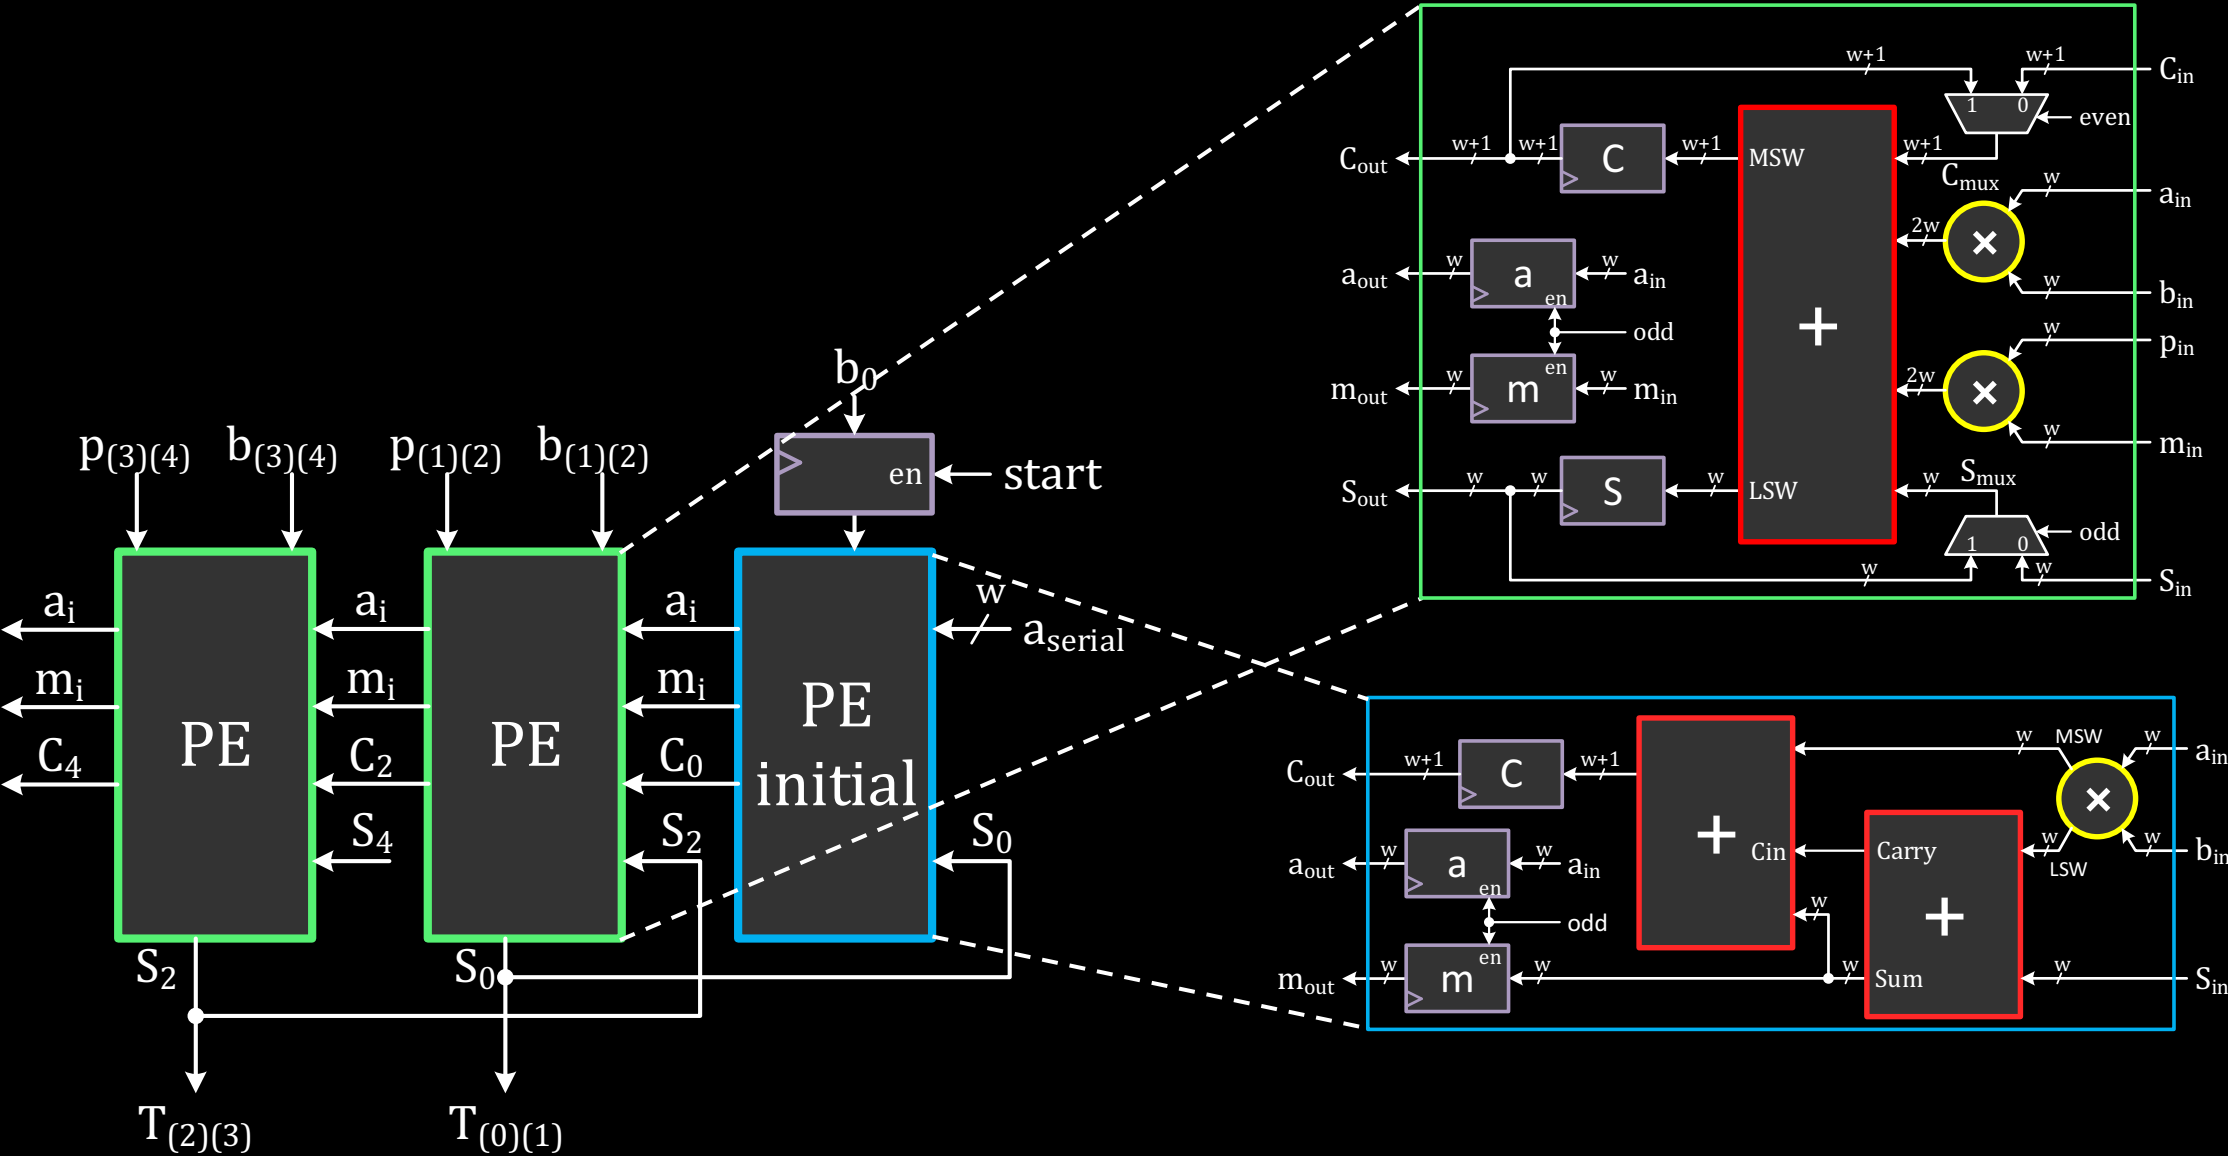 b0
start
p(3)(4)
b(3)(4)
p(1)(2)
b(1)(2)
en
ai
ai
ai
w
aserial
mi
mi
mi
PE
PE
PE
initial
C4
C2
C0
S4
S2
S0
S2
S0
T(2)(3)
T(0)(1)
w+1
w+1
Cin
1
0
even
Cout
w+1
w+1
C
w+1
MSW
w+1
Cmux
w
ain
2w
×
aout
w
a
en
w
ain
w
bin
odd
+
w
pin
mout
w
m
en
w
min
2w
×
w
min
Sout
w
w
S
w
LSW
w
Smux
1
0
odd
w
w
Sin
w
MSW
w
ain
Cout
w+1
C
w+1
×
+
Cin
Carry
w
LSW
w
bin
aout
w
a
en
w
ain
odd
w
+
mout
w
m
en
w
w
Sum
w
Sin